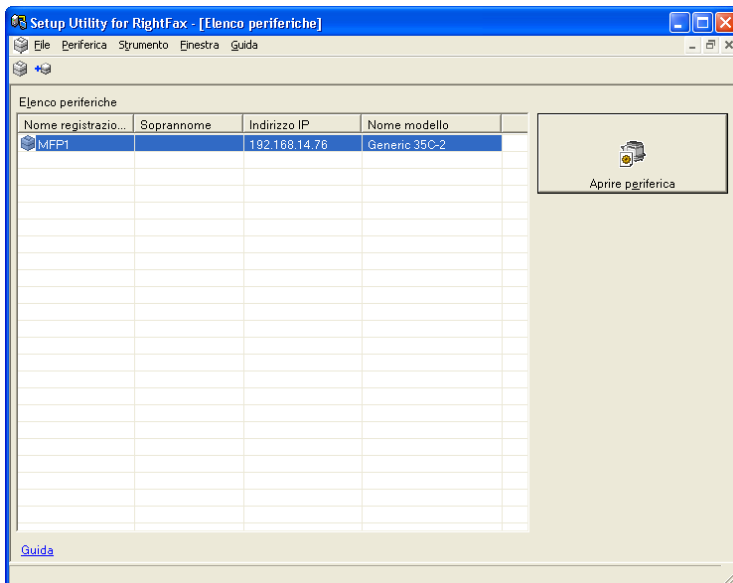 Setup Utility for RightFax - [Elenco periferiche]
File Periferica Strumento Finestra Guida
Elenco periferiche
Nome registrazio... Soprannome Indirizzo IP Nome modello
MFP1 192.168.14.76 Generic 35C-2
Aprire periferica
Guida